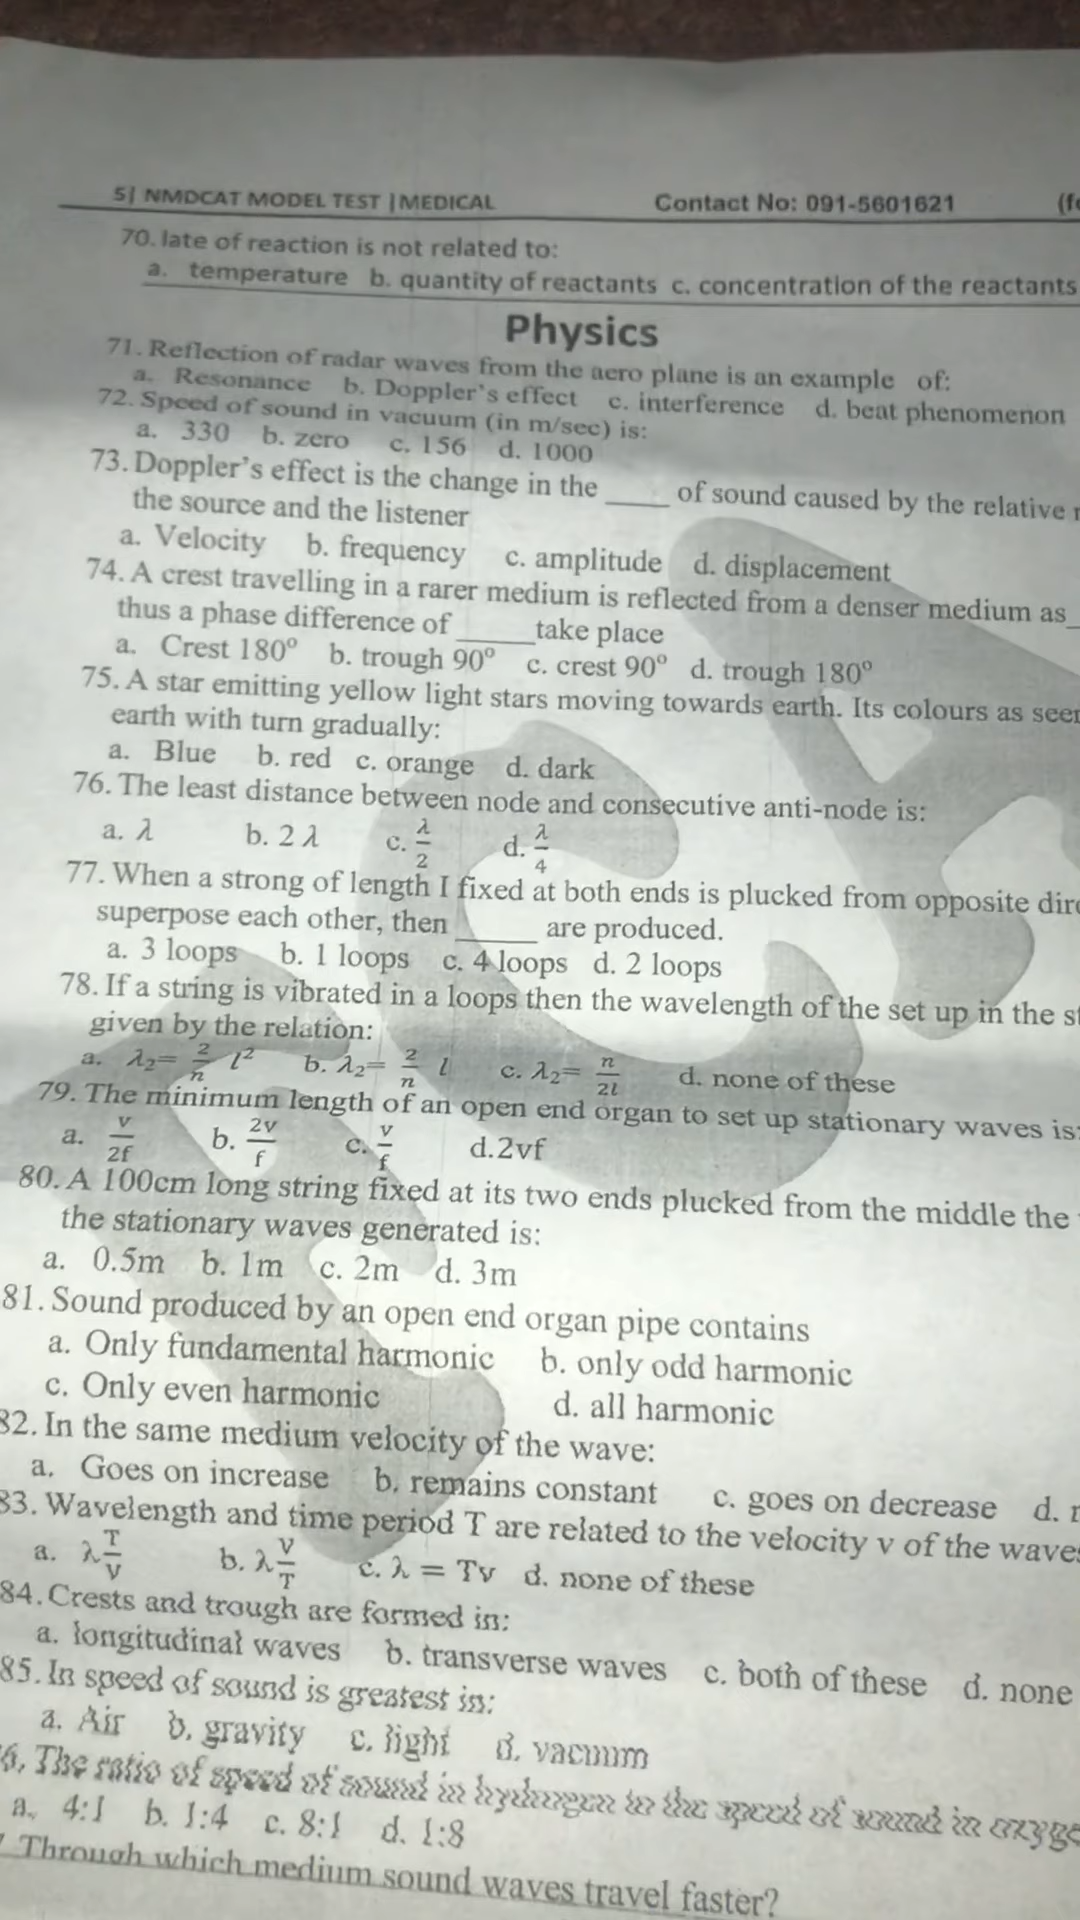 5| NMDCAT MODEL TEST |MEDICAL Contact No: 091-5601621
70. late of reaction is not related to:
a. temperature b. quantity of reactants c. concentration of the reactants
Physics
71. Reflection of radar waves from the aero plane is an example of:
a. Resonance b. Doppler's effect c. interference d. beat phenomenon
72. Speed of sound in vacuum (in m/sec) is:
a. 330 b. zero c. 156 d. 1000
73. Doppler's effect is the change in the ____ of sound caused by the relative
the source and the listener
a. Velocity b. frequency c. amplitude d. displacement
74. A crest travelling in a rarer medium is reflected from a denser medium as _
thus a phase difference of _____ take place
a. Crest 180° b. trough 90° c. crest 90° d. trough 180°
75. A star emitting yellow light stars moving towards earth. Its colours as seen
earth with turn gradually:
a. Blue b. red c. orange d. dark
76. The least distance between node and consecutive anti-node is:
a. λ b. 2 λ c. λ/2 d. λ/4
77. When a strong of length I fixed at both ends is plucked from opposite
superpose each other, then _____ are produced.
a. 3 loops b. 1 loops c. 4 loops d. 2 loops
78. If a string is vibrated in a loops then the wavelength of the set up in the
given by the relation:
a. λ₂= 2/n l² b. λ₂= 2/n l c. λ₂= n/2l d. none of these
79. The minimum length of an open end organ to set up stationary waves is:
a. v/2f b. 2v/f c. v/f d.2vf
80. A 100cm long string fixed at its two ends plucked from the middle the
the stationary waves generated is:
a. 0.5m b. 1m c. 2m d. 3m
81. Sound produced by an open end organ pipe contains
a. Only fundamental harmonic b. only odd harmonic
c. Only even harmonic d. all harmonic
82. In the same medium velocity of the wave:
a. Goes on increase b. remains constant c. goes on decrease d.
83. Wavelength and time period T are related to the velocity v of the waves
a. λ T/V b. λ V/T c. λ = Tv d. none of these
84. Crests and trough are formed in:
a. longitudinal waves b. transverse waves c. both of these d. none
85. In speed of sound is greatest in:
a. Air b. gravity c. light d. vacuum
6. The ratio of speed of sound in hydrogen to the speed of sound in
a. 4:1 b. 1:4 c. 8:1 d. 1:8
Through which medium sound waves travel faster?